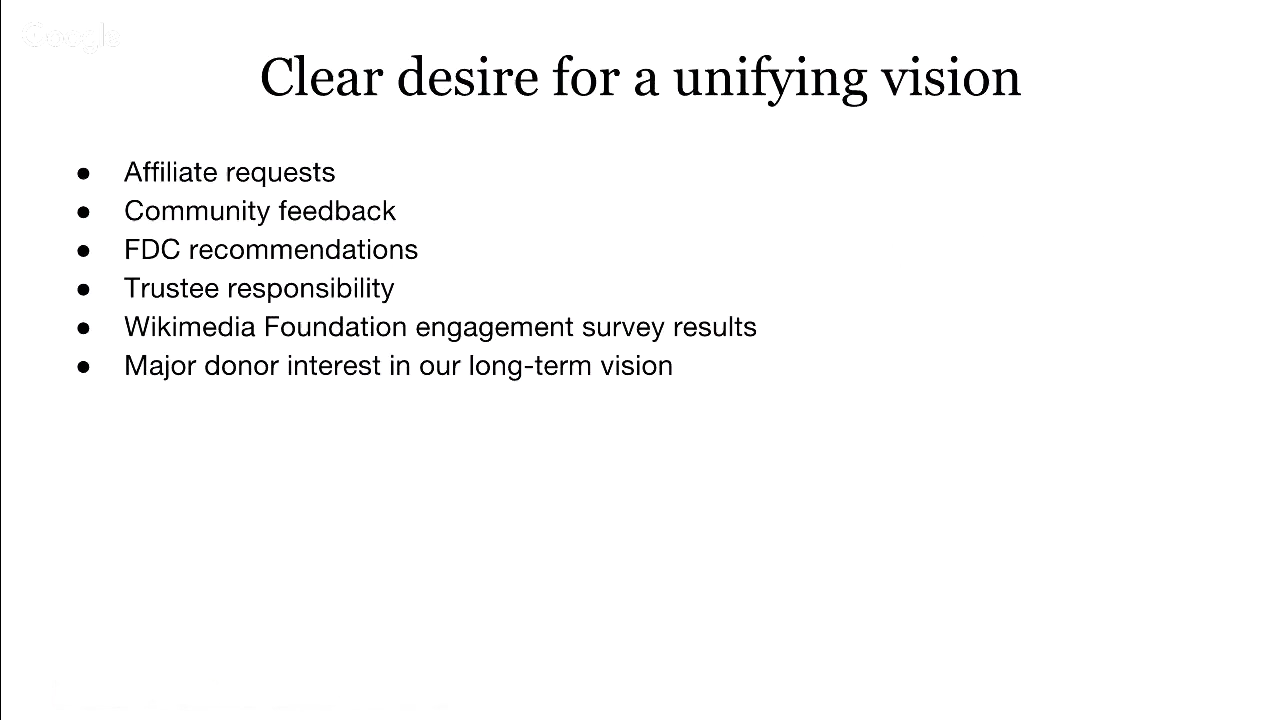 Google
Clear desire for a unifying vision
● Affiliate requests
● Community feedback
● FDC recommendations
● Trustee responsibility
● Wikimedia Foundation engagement survey results
● Major donor interest in our long-term vision